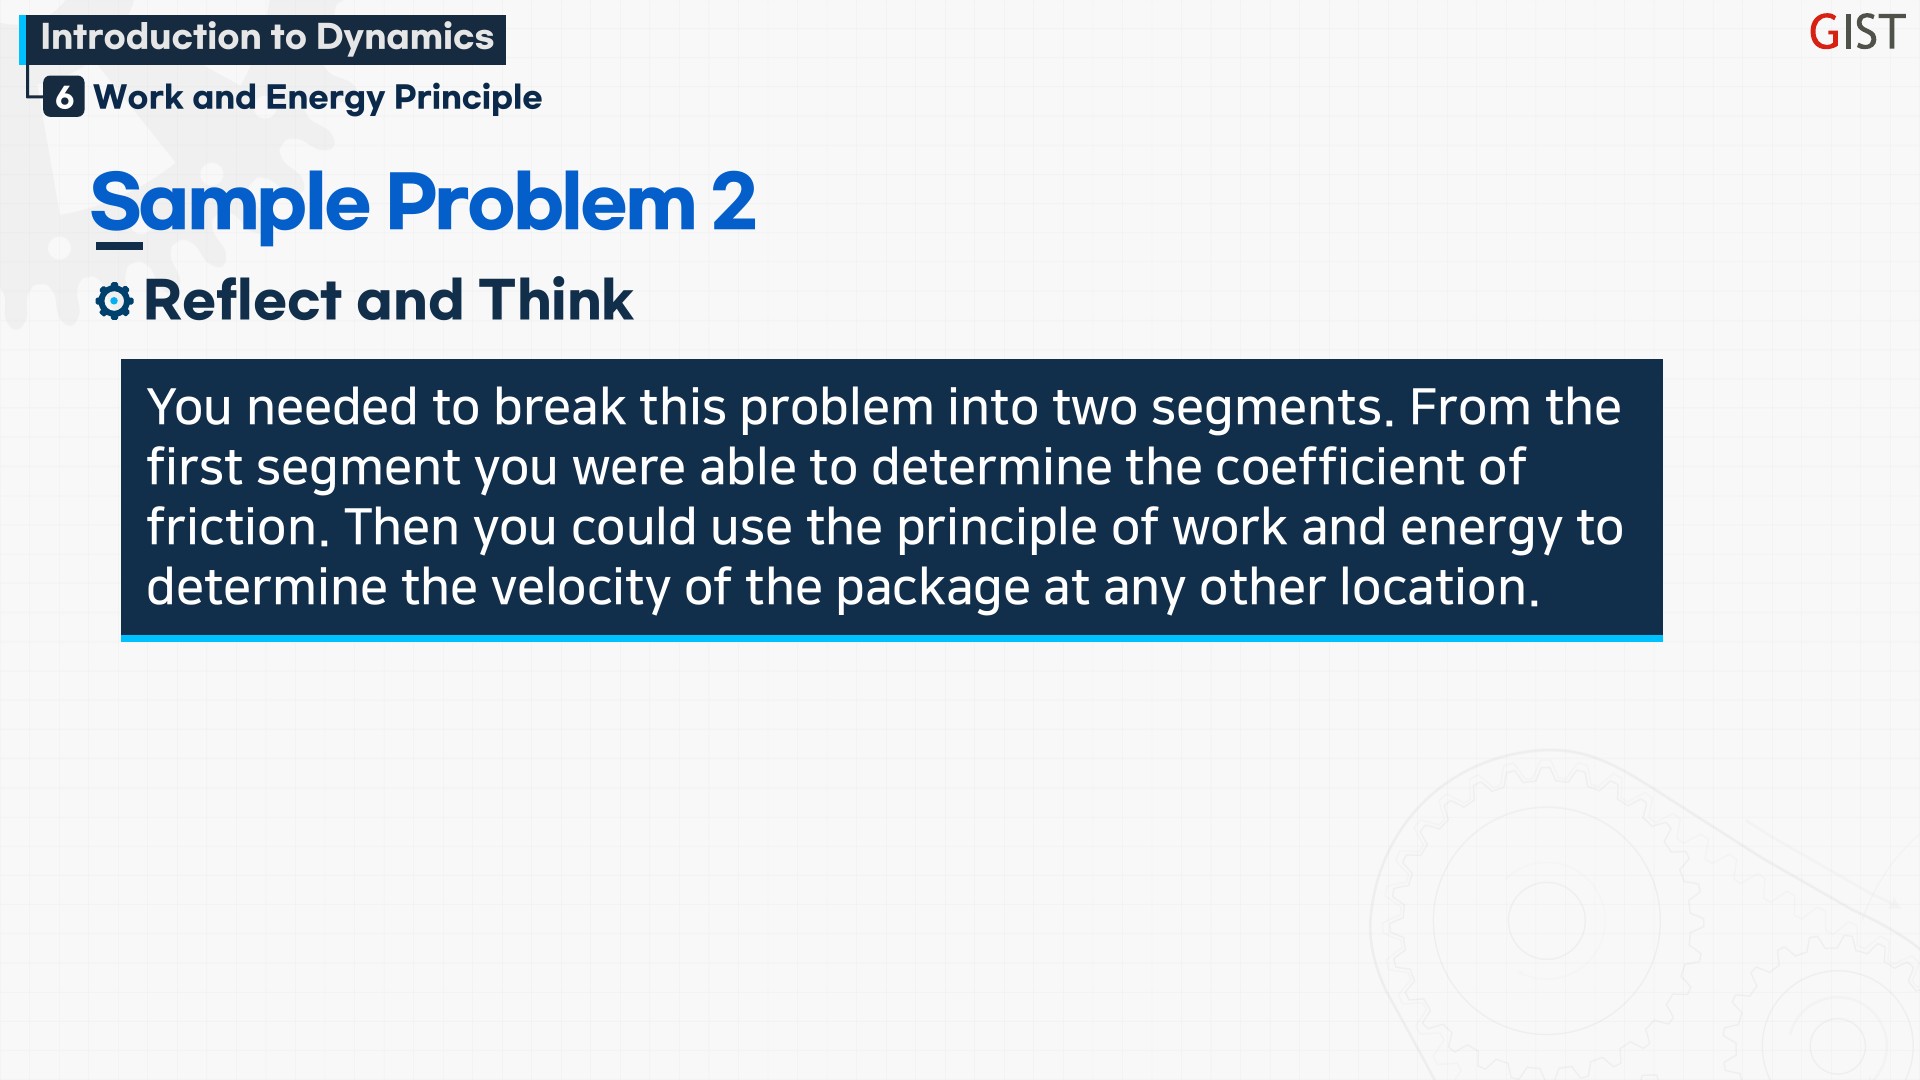 Introduction to Dynamics
GIST
6 Work and Energy Principle
Sample Problem 2
Reflect and Think
You needed to break this problem into two segments. From the
first segment you were able to determine the coefficient of
friction. Then you could use the principle of work and energy to
determine the velocity of the package at any other location.